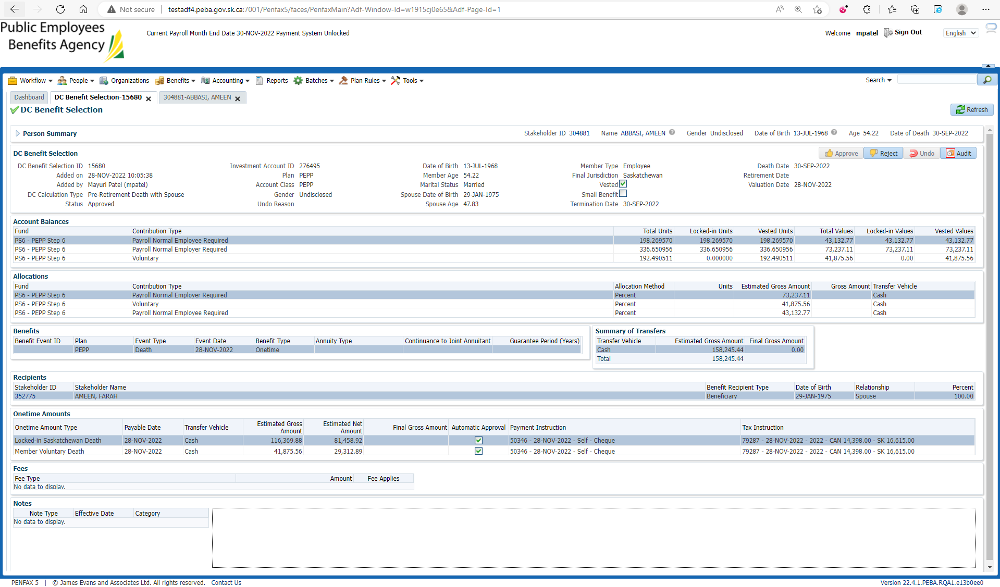 Not secure | testadf4.peba.gov.sk.ca:7001/Penfax5/faces/PenfaxMain?Adf-Window-Id=w1915cj0e65&Adf-Page-Id=1
Public Employees
Benefits Agency
Current Payroll Month End Date 30-NOV-2022 Payment System Unlocked
Welcome mpatel Sign Out English
Workflow People Organizations Benefits Accounting Reports Batches Plan Rules Tools Search
Dashboard DC Benefit Selection-15680 304881-ABBASI, AMEEN
DC Benefit Selection Refresh
Person Summary Stakeholder ID 304881 Name ABBASI, AMEEN Gender Undisclosed Date of Birth 13-JUL-1968 Age 54.22 Date of Death 30-SEP-2022
DC Benefit Selection Approve Reject Undo Audit
DC Benefit Selection ID 15680 Investment Account ID 276495 Date of Birth 13-JUL-1968 Member Type Employee Death Date 30-SEP-2022
Added on 28-NOV-2022 10:05:38 Plan PEPP Member Age 54.22 Final Jurisdiction Saskatchewan Retirement Date
Added by Mayuri Patel (mpatel) Account Class PEPP Marital Status Married Vested Valuation Date 28-NOV-2022
DC Calculation Type Pre-Retirement Death with Spouse Gender Undisclosed Spouse Date of Birth 29-JAN-1975 Small Benefit
Status Approved Undo Reason Spouse Age 47.83 Termination Date 30-SEP-2022
Account Balances
Fund Contribution Type Total Units Locked-in Units Vested Units Total Values Locked-in Values Vested Values
PS6 - PEPP Step 6 Payroll Normal Employee Required 198.269570 198.269570 198.269570 43,132.77 43,132.77 43,132.77
PS6 - PEPP Step 6 Payroll Normal Employer Required 336.650956 336.650956 336.650956 73,237.11 73,237.11 73,237.11
PS6 - PEPP Step 6 Voluntary 192.490511 0.000000 192.490511 41,875.56 0.00 41,875.56
Allocations
Fund Contribution Type Allocation Method Units Estimated Gross Amount Gross Amount Transfer Vehicle
PS6 - PEPP Step 6 Payroll Normal Employer Required Percent 73,237.11 Cash
PS6 - PEPP Step 6 Voluntary Percent 41,875.56 Cash
PS6 - PEPP Step 6 Payroll Normal Employee Required Percent 43,132.77 Cash
Benefits
Benefit Event ID Plan Event Type Event Date Benefit Type Annuity Type Continuance to Joint Annuitant Guarantee Period (Years)
PEPP Death 28-NOV-2022 Onetime
Summary of Transfers
Transfer Vehicle Estimated Gross Amount Final Gross Amount
Cash 158,245.44 0.00
Total 158,245.44
Recipients
Stakeholder ID Stakeholder Name Benefit Recipient Type Date of Birth Relationship Percent
352775 AMEEN, FARAH Beneficiary 29-JAN-1975 Spouse 100.00
Onetime Amounts
Onetime Amount Type Payable Date Transfer Vehicle Estimated Gross Amount Estimated Net Amount Final Gross Amount Automatic Approval Payment Instruction Tax Instruction
Locked-in Saskatchewan Death 28-NOV-2022 Cash 116,369.88 81,458.92 50346 - 28-NOV-2022 - Self - Cheque 79287 - 28-NOV-2022 - 2022 - CAN 14,398.00 - SK 16,615.00
Member Voluntary Death 28-NOV-2022 Cash 41,875.56 29,312.89 50346 - 28-NOV-2022 - Self - Cheque 79287 - 28-NOV-2022 - 2022 - CAN 14,398.00 - SK 16,615.00
Fees
Fee Type Amount Fee Applies
No data to display.
Notes
Note Type Effective Date Category
No data to display.
PENFAX 5 | © James Evans and Associates Ltd. All rights reserved. Contact Us Version 22.4.1.PEBA.RQA1.e13b0ee0